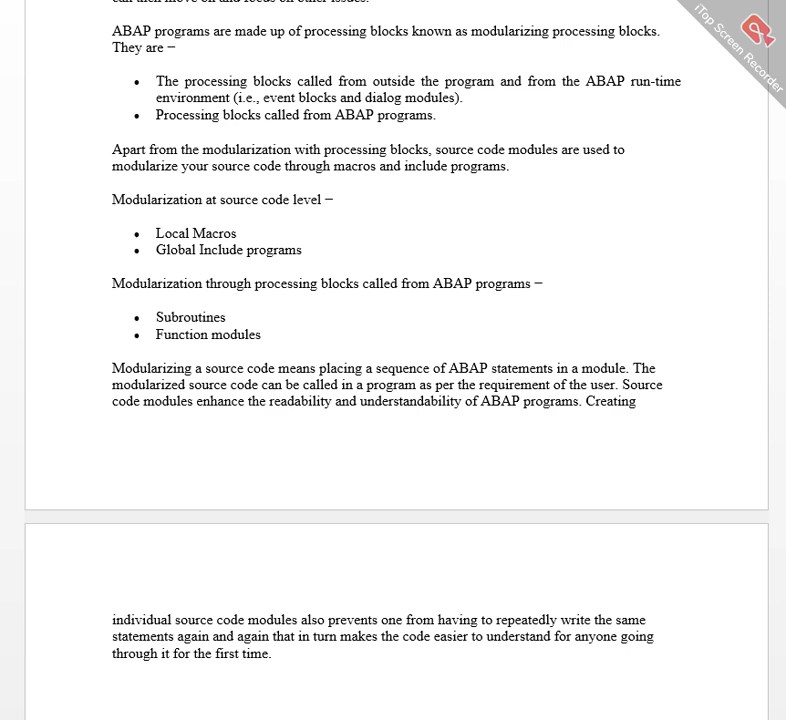 ABAP programs are made up of processing blocks known as modularizing processing blocks.
They are −
• The processing blocks called from outside the program and from the ABAP run-time
environment (i.e., event blocks and dialog modules).
• Processing blocks called from ABAP programs.
Apart from the modularization with processing blocks, source code modules are used to
modularize your source code through macros and include programs.
Modularization at source code level −
• Local Macros
• Global Include programs
Modularization through processing blocks called from ABAP programs −
• Subroutines
• Function modules
Modularizing a source code means placing a sequence of ABAP statements in a module. The
modularized source code can be called in a program as per the requirement of the user. Source
code modules enhance the readability and understandability of ABAP programs. Creating
individual source code modules also prevents one from having to repeatedly write the same
statements again and again that in turn makes the code easier to understand for anyone going
through it for the first time.
iTop Screen Recorder